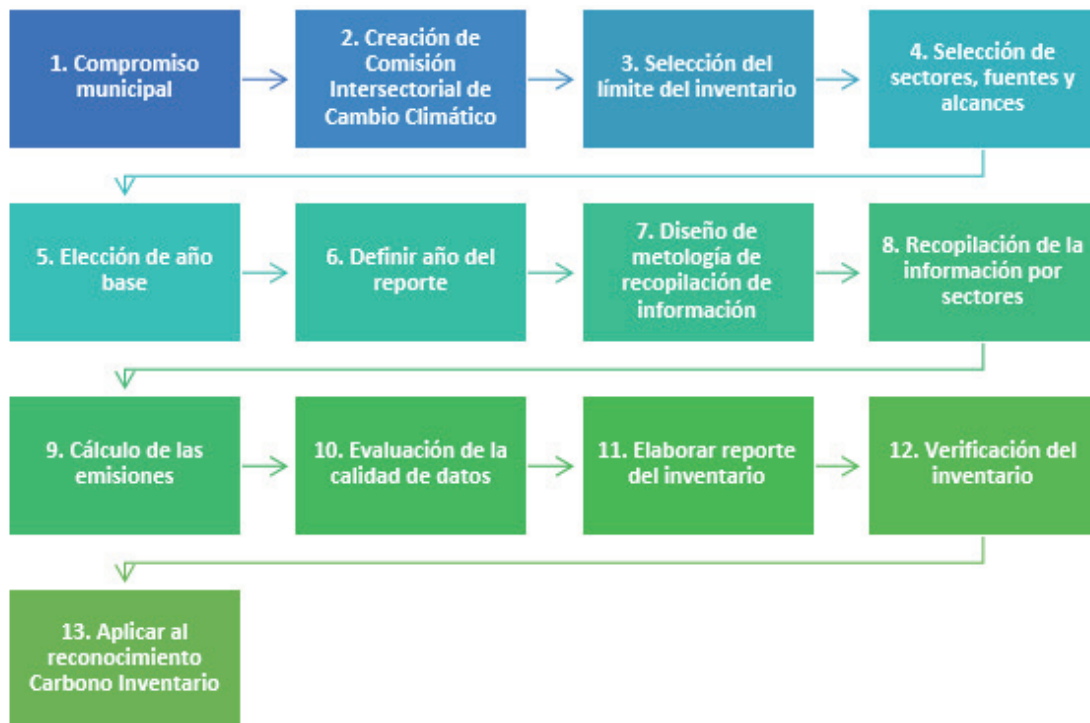 1. Compromiso
municipal
2. Creación de
Comisión
Intersectorial de
Cambio Climático
3. Selección del
límite del inventario
4. Selección de
sectores, fuentes y
alcances
5. Elección de año
base
6. Definir año del
reporte
7. Diseño de
metología de
recopilación de
información
8. Recopilación de la
información por
sectores
9. Cálculo de las
emisiones
10. Evaluación de la
calidad de datos
11. Elaborar reporte
del inventario
12. Verificación del
inventario
13. Aplicar al
reconocimiento
Carbono Inventario